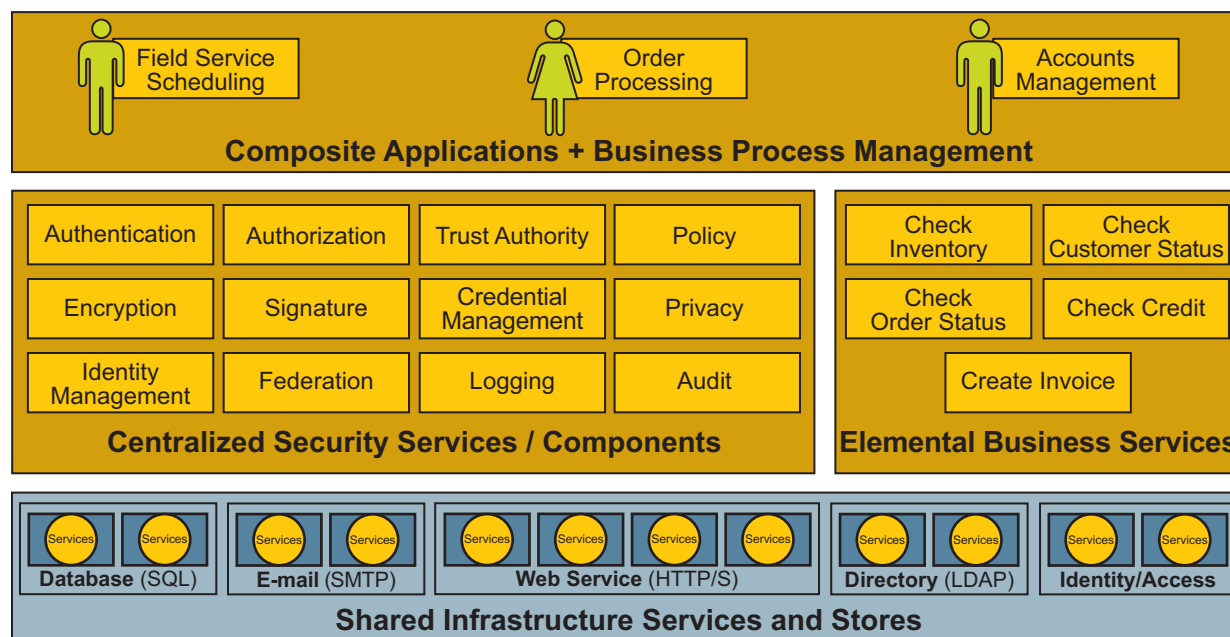 Field Service
Scheduling
Order
Processing
Accounts
Management
Composite Applications + Business Process Management
Authentication
Authorization
Trust Authority
Policy
Encryption
Signature
Credential
Management
Privacy
Identity
Management
Federation
Logging
Audit
Centralized Security Services / Components
Check
Inventory
Check
Customer Status
Check
Order Status
Check Credit
Create Invoice
Elemental Business Services
Services
Services
Database (SQL)
Services
Services
E-mail (SMTP)
Services
Services
Services
Services
Web Service (HTTP/S)
Services
Services
Directory (LDAP)
Services
Services
Identity/Access
Shared Infrastructure Services and Stores